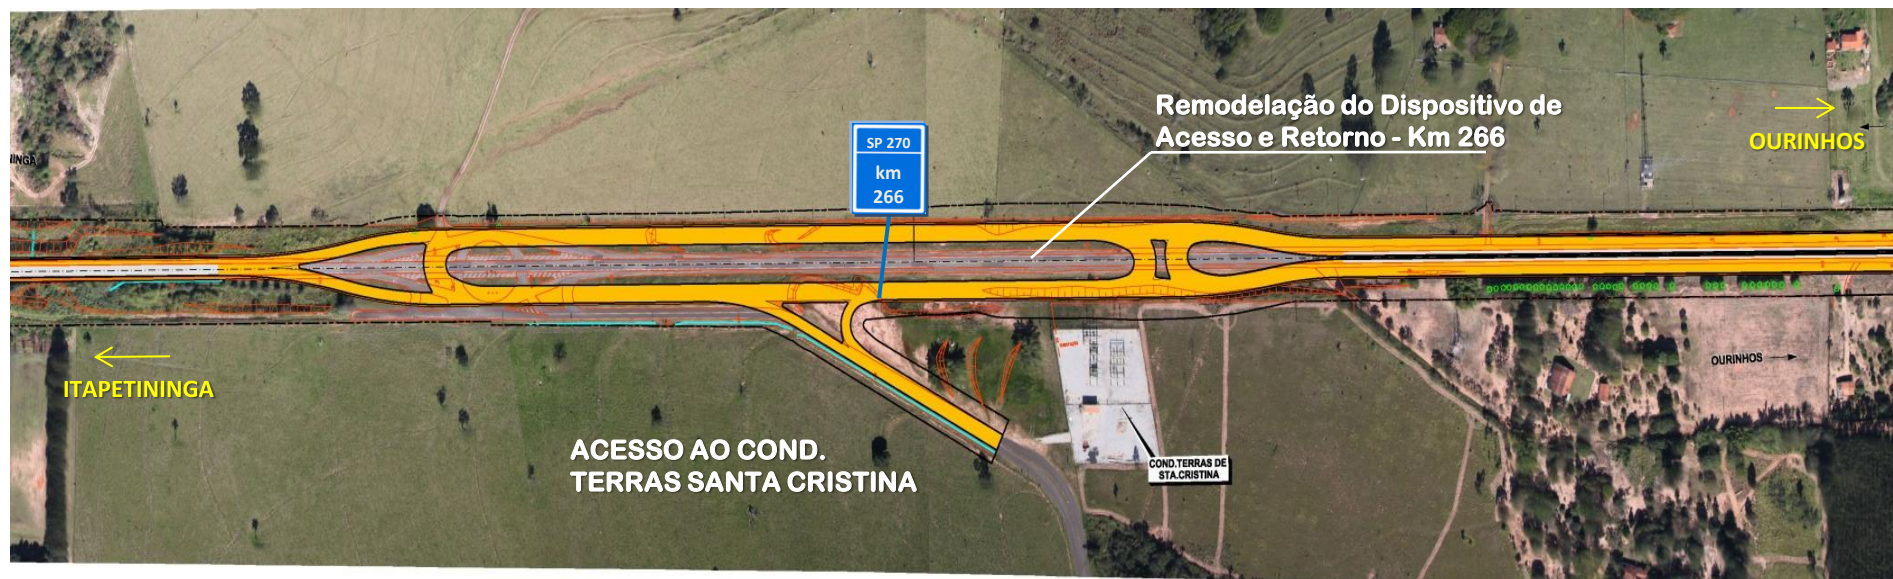 Remodelação do Dispositivo de
Acesso e Retorno - Km 266
OURINHOS
SP 270
km
266
ITAPETININGA
OURINHOS
ACESSO AO COND.
TERRAS SANTA CRISTINA
COND.TERRAS DE
STA.CRISTINA